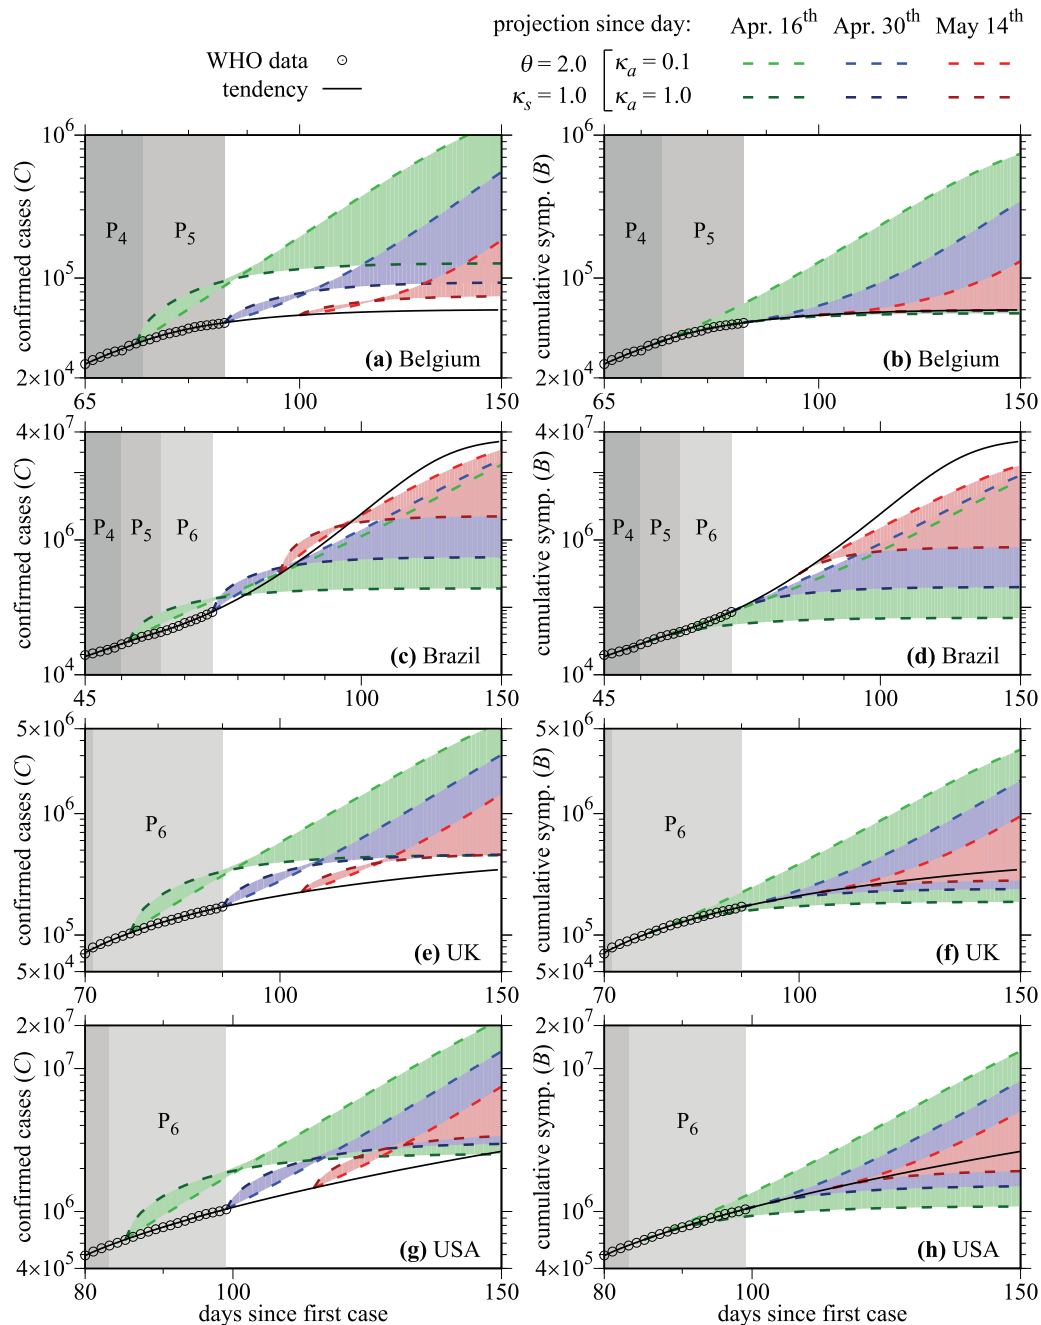 projection since day: Apr. 16th Apr. 30th May 14th
WHO data θ = 2.0 κa = 0.1
tendency κs = 1.0 κa = 1.0
confirmed cases (C)
10^6
10^5
2×10^4
P4 P5
(a) Belgium
65 100 150
cumulative symp. (B)
10^6
10^5
2×10^4
P4 P5
(b) Belgium
65 100 150
confirmed cases (C)
4×10^7
10^6
10^4
P4 P5 P6
(c) Brazil
45 100 150
cumulative symp. (B)
4×10^7
10^6
10^4
P4 P5 P6
(d) Brazil
45 100 150
confirmed cases (C)
5×10^6
10^6
10^5
5×10^4
P6
(e) UK
70 100 150
cumulative symp. (B)
5×10^6
10^6
10^5
5×10^4
P6
(f) UK
70 100 150
confirmed cases (C)
2×10^7
10^7
10^6
4×10^5
P6
(g) USA
80 100 150
days since first case
cumulative symp. (B)
2×10^7
10^7
10^6
4×10^5
P6
(h) USA
80 100 150
days since first case